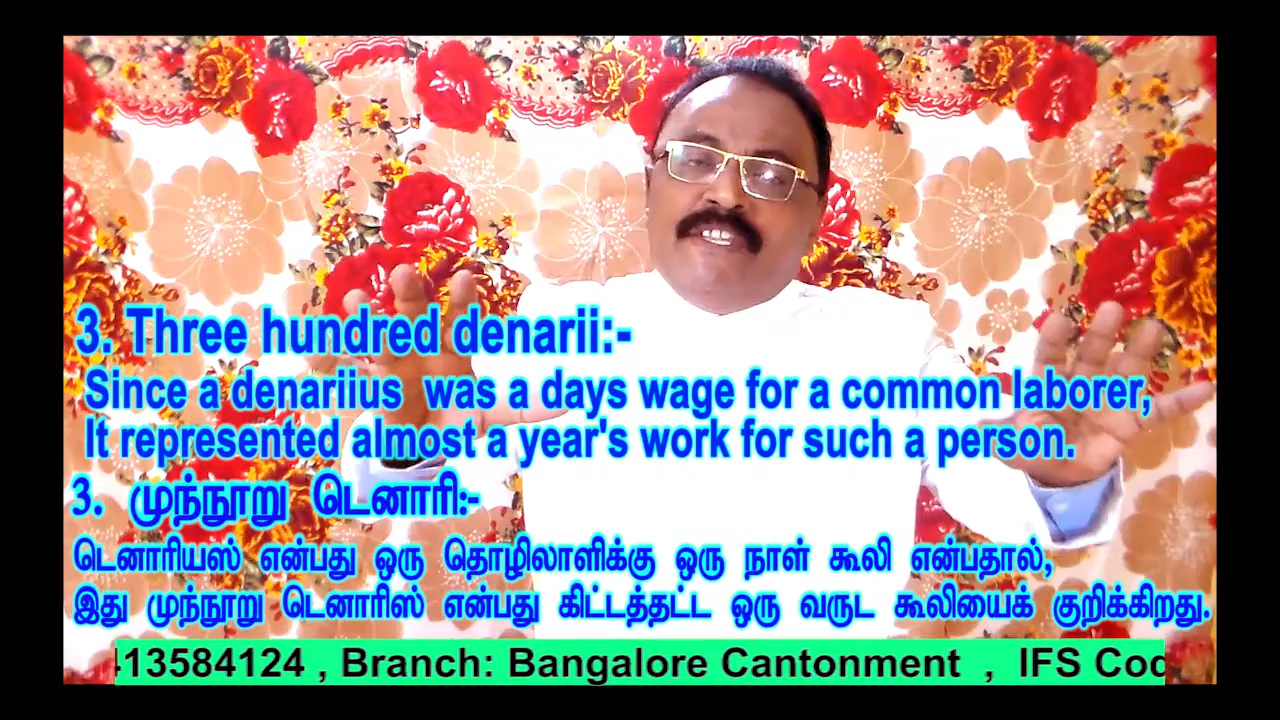 3. Three hundred denarii:-
Since a denariius was a days wage for a common laborer,
It represented almost a year's work for such a person.
3. முந்நூறு டெனாரி:-
டெனாரியஸ் என்பது ஒரு தொழிலாளிக்கு ஒரு நாள் கூலி என்பதால்,
இது முந்நூறு டெனாரிஸ் என்பது கிட்டத்தட்ட ஒரு வருட கூலியைக் குறிக்கிறது.
413584124 , Branch: Bangalore Cantonment , IFS Cod